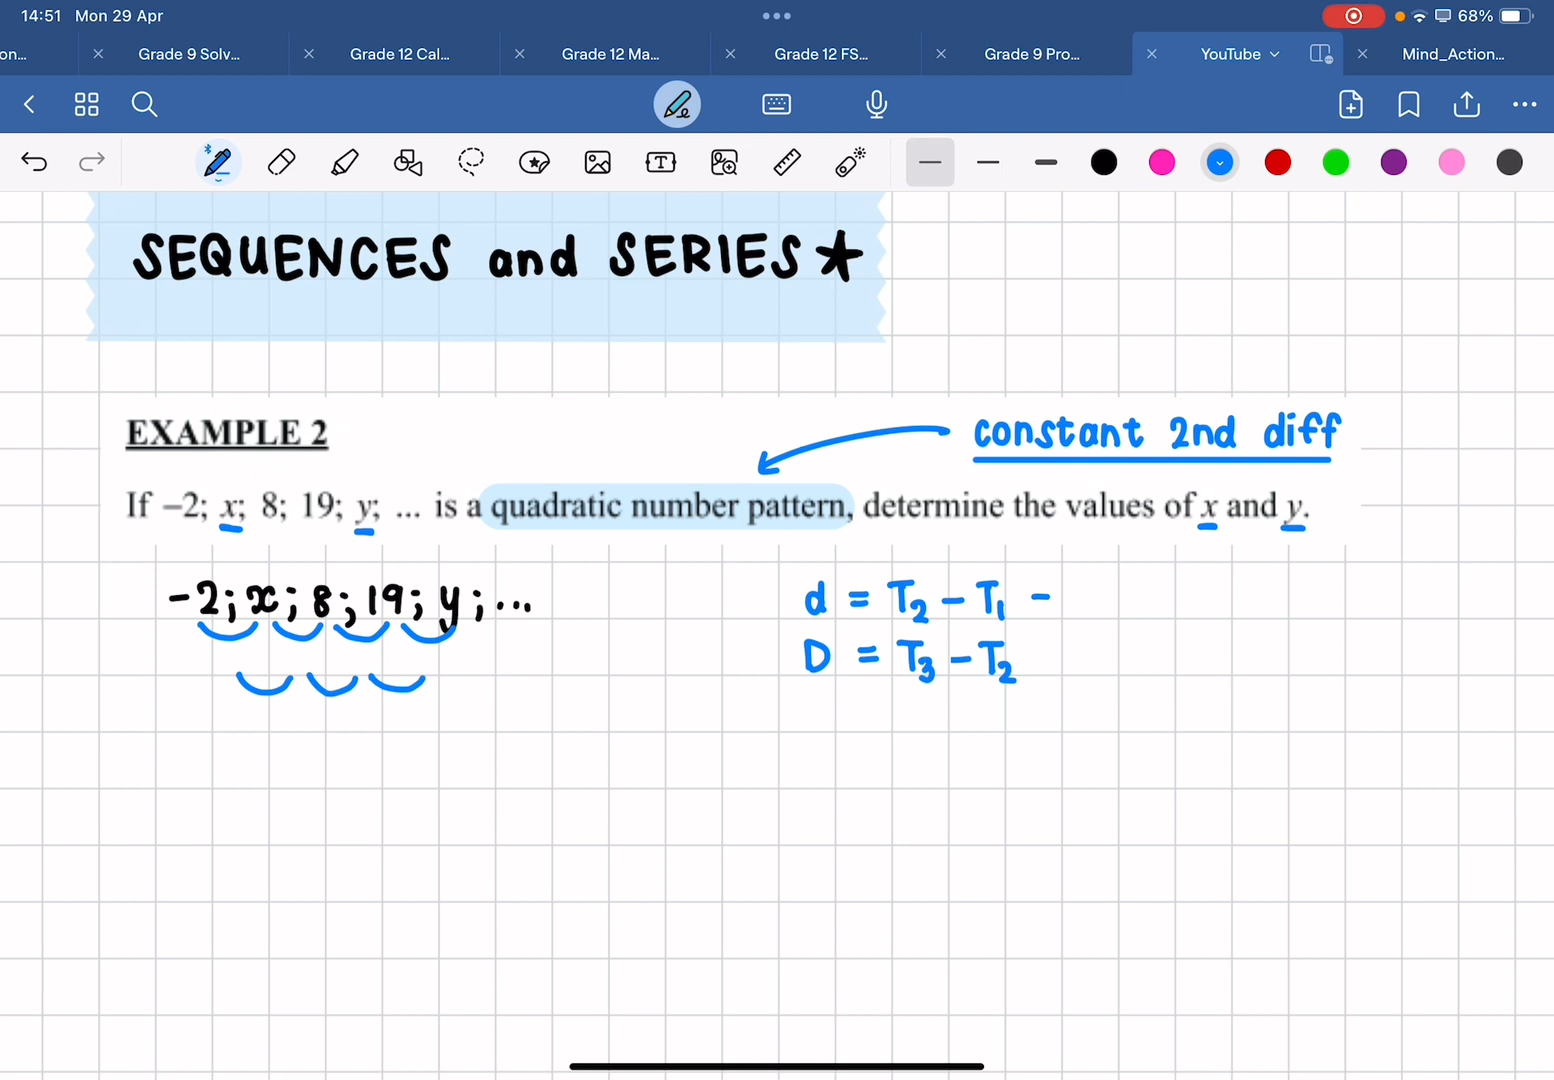 14:51 Mon 29 Apr
68%
on...
Grade 9 Solv...
Grade 12 Cal...
Grade 12 Ma...
Grade 12 FS...
Grade 9 Pro...
YouTube
Mind_Action...
SEQUENCES and SERIES ★
EXAMPLE 2
constant 2nd diff
If –2; x; 8; 19; y; ... is a quadratic number pattern, determine the values of x and y.
-2; x; 8; 19; y; ...
d = T₂ - T₁ -
D = T₃ - T₂